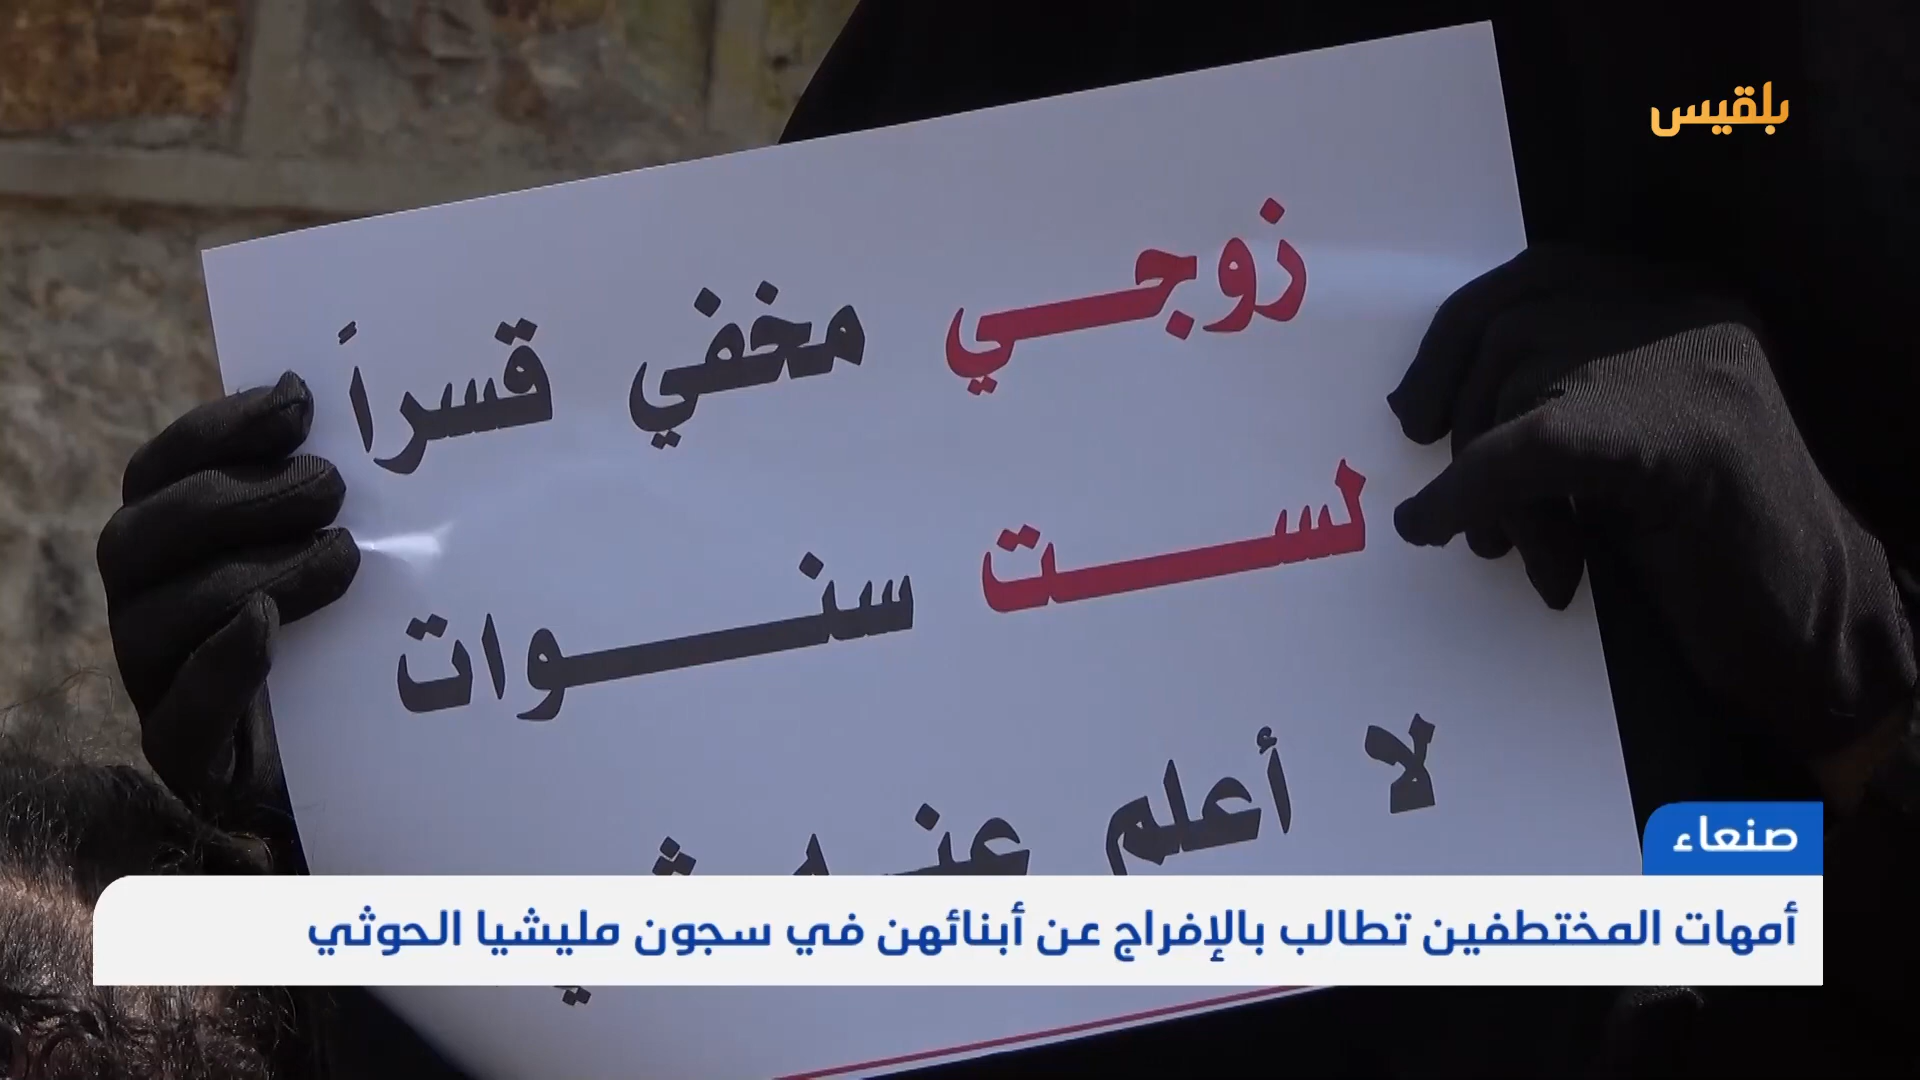 بلقيس
زوجي مخفي قسراً
لست سنوات
لا أعلم عنه
صنعاء
أمهات المختطفين تطالب بالإفراج عن أبنائهن في سجون مليشيا الحوثي